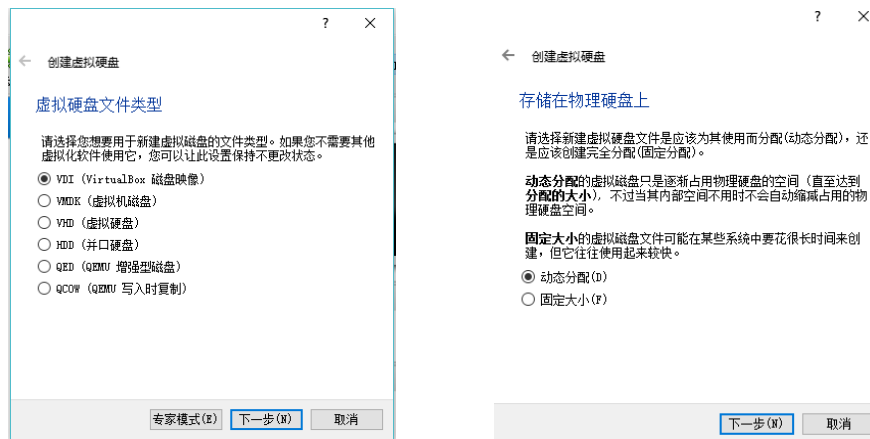 创建虚拟硬盘
虚拟硬盘文件类型
请选择您想要用于新建虚拟磁盘的文件类型。如果您不需要其他
虚拟化软件使用它，您可以让此设置保持不更改状态。
VDI (VirtualBox 磁盘映像)
VMDK (虚拟机磁盘)
VHD (虚拟硬盘)
HDD (并口硬盘)
QED (QEMU 增强型磁盘)
QCOW (QEMU 写入时复制)
专家模式(E) 下一步(N) 取消
创建虚拟硬盘
存储在物理硬盘上
请选择新建虚拟硬盘文件是应该为其使用而分配(动态分配)，还
是应该创建完全分配(固定分配)。
动态分配的虚拟磁盘只是逐渐占用物理硬盘的空间（直至达到
分配的大小），不过当其内部空间不用时不会自动缩减占用的物
理硬盘空间。
固定大小的虚拟磁盘文件可能在某些系统中要花很长时间来创
建，但它往往使用起来较快。
动态分配(D)
固定大小(F)
下一步(N) 取消